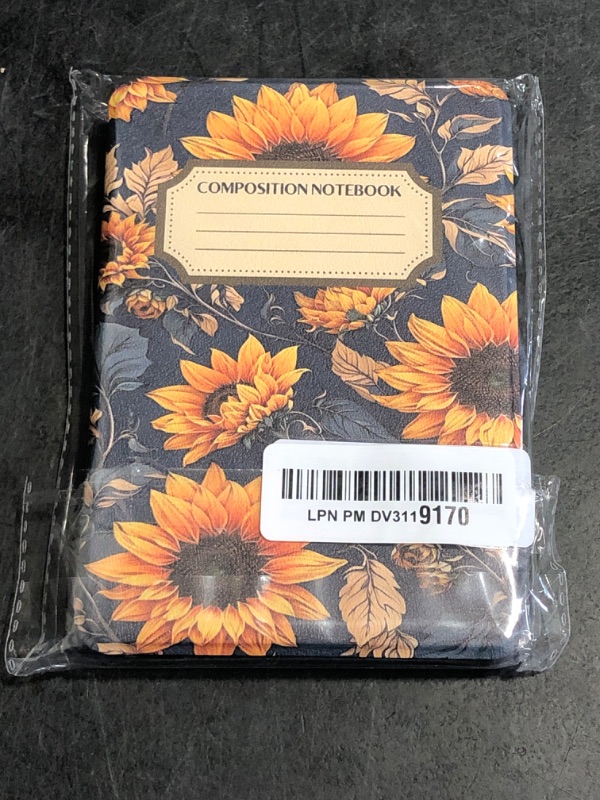 COMPOSITION NOTEBOOK
LPN PM DV3119170